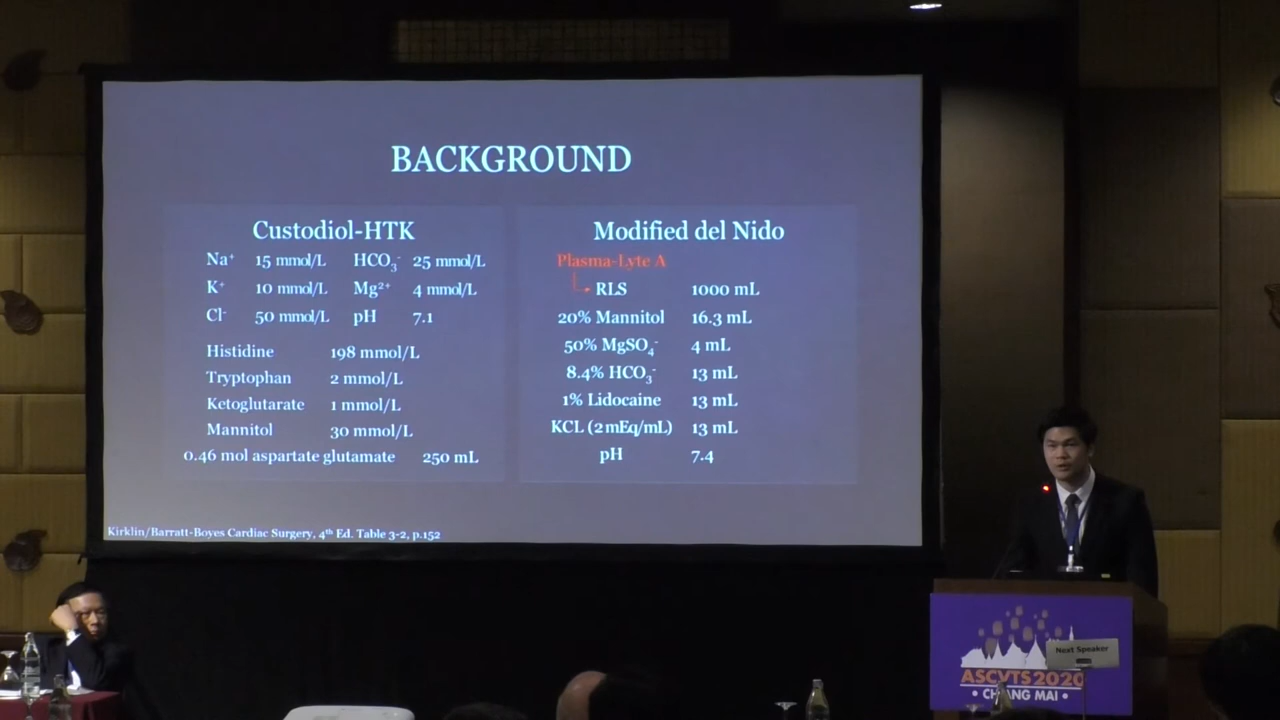 BACKGROUND
Custodiol-HTK
Na⁺ 15 mmol/L HCO₃⁻ 25 mmol/L
K⁺ 10 mmol/L Mg²⁺ 4 mmol/L
Cl⁻ 50 mmol/L pH 7.1
Histidine 198 mmol/L
Tryptophan 2 mmol/L
Ketoglutarate 1 mmol/L
Mannitol 30 mmol/L
0.46 mol aspartate glutamate 250 mL
Modified del Nido
Plasma-Lyte A
RLS 1000 mL
20% Mannitol 16.3 mL
50% MgSO₄⁻ 4 mL
8.4% HCO₃⁻ 13 mL
1% Lidocaine 13 mL
KCL (2mEq/mL) 13 mL
pH 7.4
Kirklin/Barratt-Boyes Cardiac Surgery, 4ᵗʰ Ed. Table 3-2, p.152
Next Speaker
ASCVTS 2020
• CHIANG MAI •